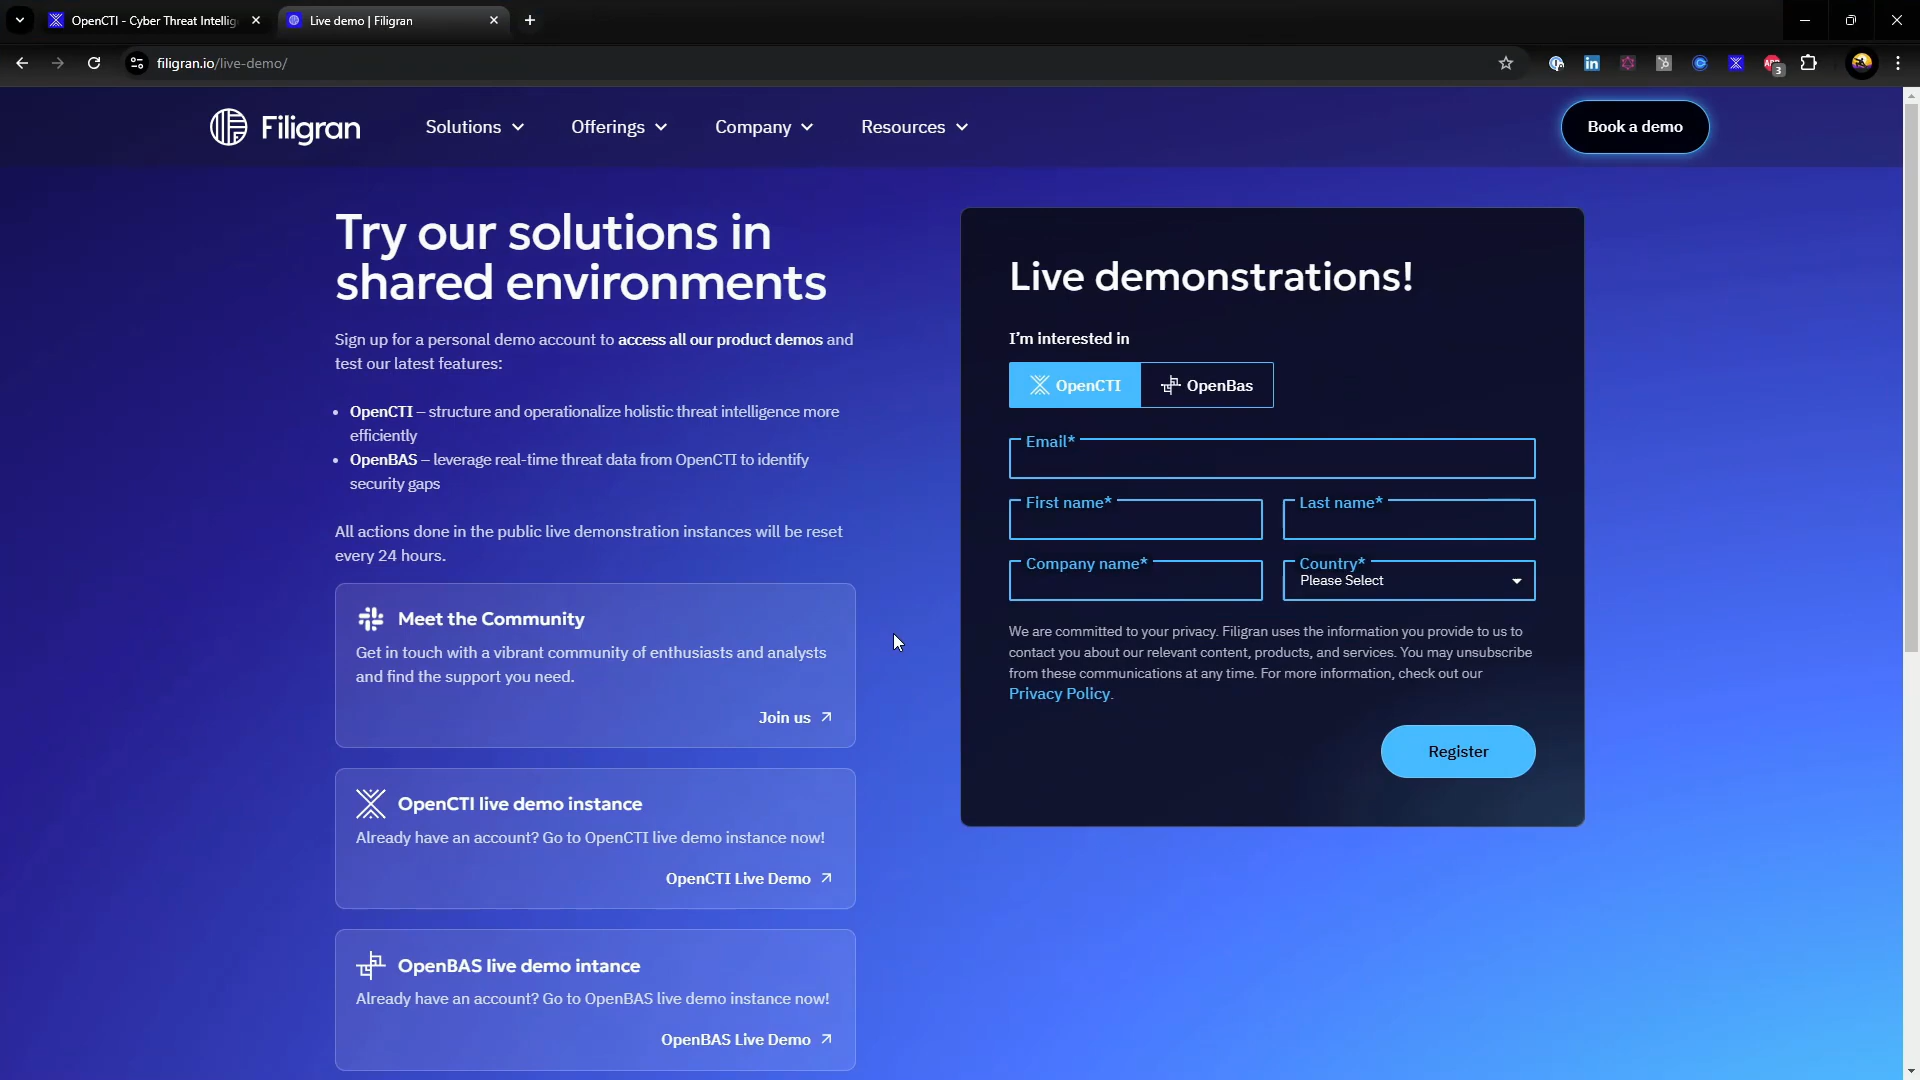 OpenCTI - Cyber Threat Intellig
Live demo | Filigran
filigran.io/live-demo/
3
Filigran
Solutions
Offerings
Company
Resources
Book a demo
Try our solutions in
shared environments
Sign up for a personal demo account to access all our product demos and
test our latest features:
• OpenCTI – structure and operationalize holistic threat intelligence more
efficiently
• OpenBAS – leverage real-time threat data from OpenCTI to identify
security gaps
All actions done in the public live demonstration instances will be reset
every 24 hours.
Meet the Community
Get in touch with a vibrant community of enthusiasts and analysts
and find the support you need.
Join us
OpenCTI live demo instance
Already have an account? Go to OpenCTI live demo instance now!
OpenCTI Live Demo
OpenBAS live demo intance
Already have an account? Go to OpenBAS live demo instance now!
OpenBAS Live Demo
Live demonstrations!
I'm interested in
OpenCTI
OpenBas
Email*
First name*
Last name*
Company name*
Country*
Please Select
We are committed to your privacy. Filigran uses the information you provide to us to
contact you about our relevant content, products, and services. You may unsubscribe
from these communications at any time. For more information, check out our
Privacy Policy.
Register